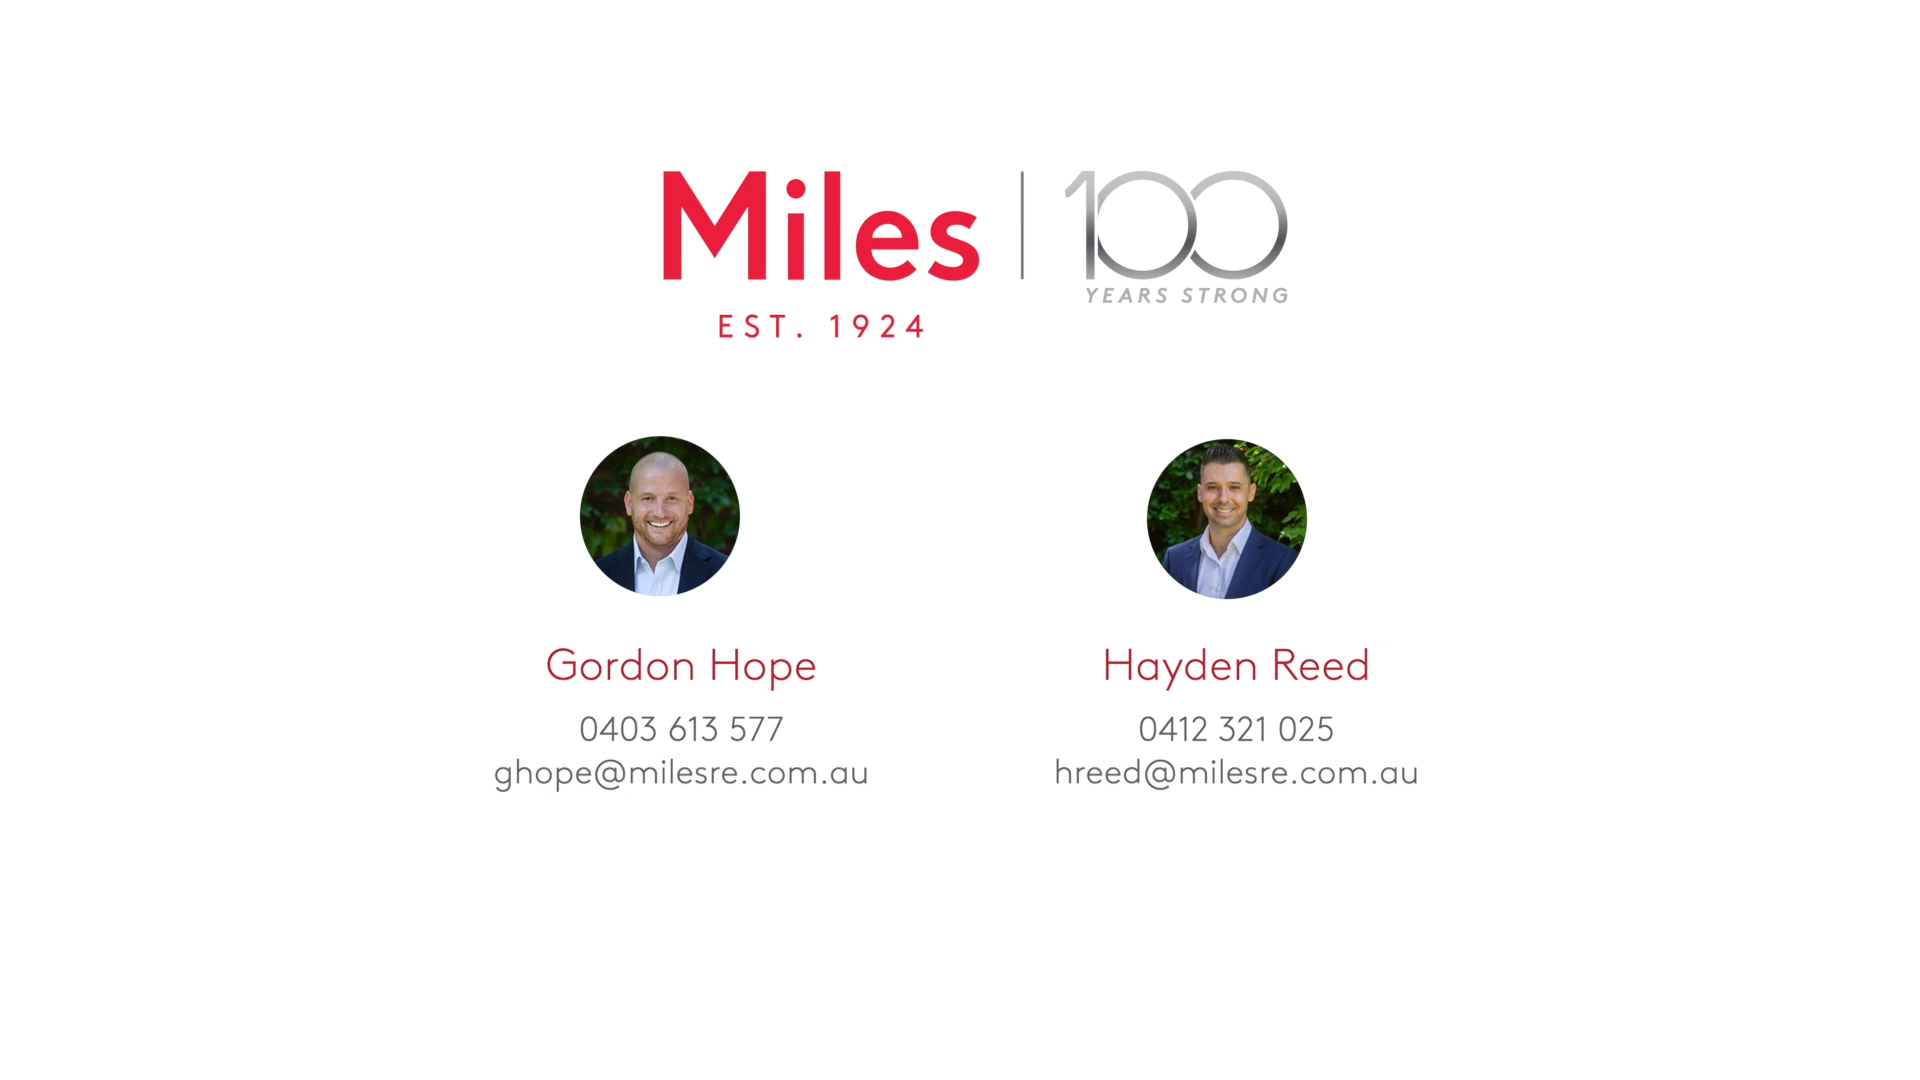 Miles
EST. 1924
100
YEARS STRONG
Gordon Hope
0403 613 577
ghope@milesre.com.au
Hayden Reed
0412 321 025
hreed@milesre.com.au